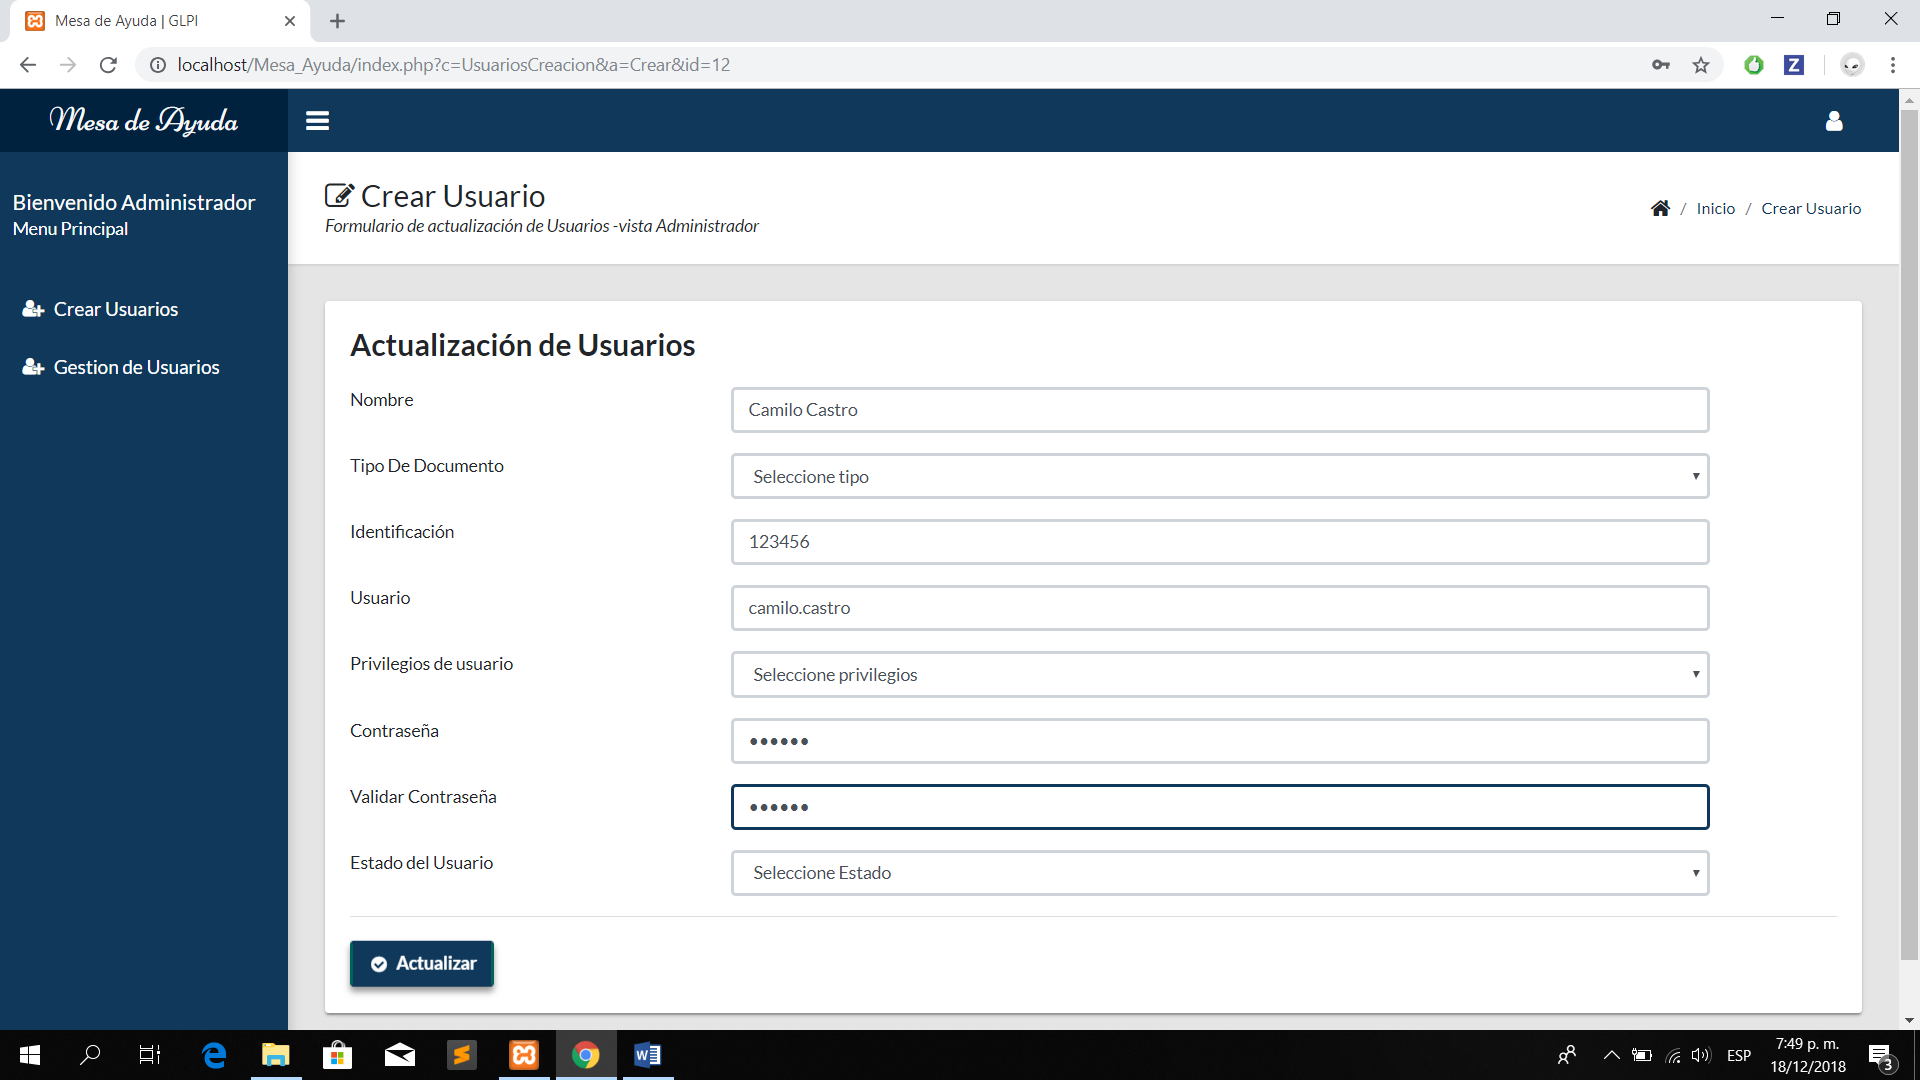 Mesa de Ayuda | GLPI
localhost/Mesa_Ayuda/index.php?c=UsuariosCreacion&a=Crear&id=12
Z
Mesa de Ayuda
Bienvenido Administrador
Menu Principal
Crear Usuarios
Gestion de Usuarios
Crear Usuario
Formulario de actualización de Usuarios -vista Administrador
/ Inicio / Crear Usuario
Actualización de Usuarios
Nombre
Camilo Castro
Tipo De Documento
Seleccione tipo
Identificación
123456
Usuario
camilo.castro
Privilegios de usuario
Seleccione privilegios
Contraseña
••••••
Validar Contraseña
••••••
Estado del Usuario
Seleccione Estado
Actualizar
ESP
7:49 p. m.
18/12/2018
3